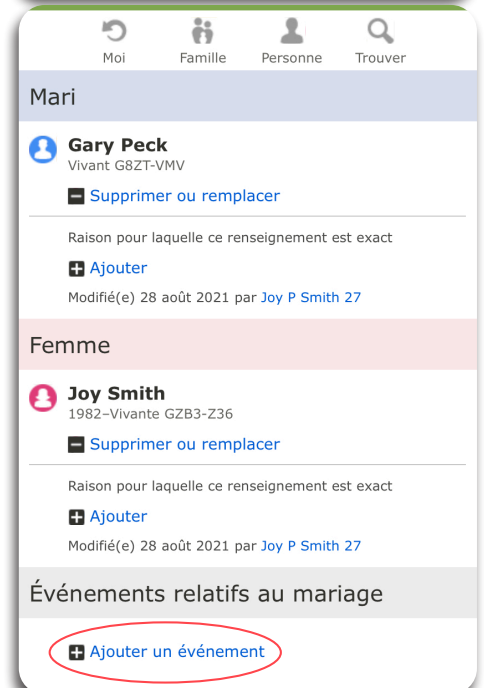 Moi Famille Personne Trouver
Mari
Gary Peck
Vivant G8ZT-VMV
Supprimer ou remplacer
Raison pour laquelle ce renseignement est exact
Ajouter
Modifié(e) 28 août 2021 par Joy P Smith 27
Femme
Joy Smith
1982–Vivante GZB3-Z36
Supprimer ou remplacer
Raison pour laquelle ce renseignement est exact
Ajouter
Modifié(e) 28 août 2021 par Joy P Smith 27
Événements relatifs au mariage
Ajouter un événement